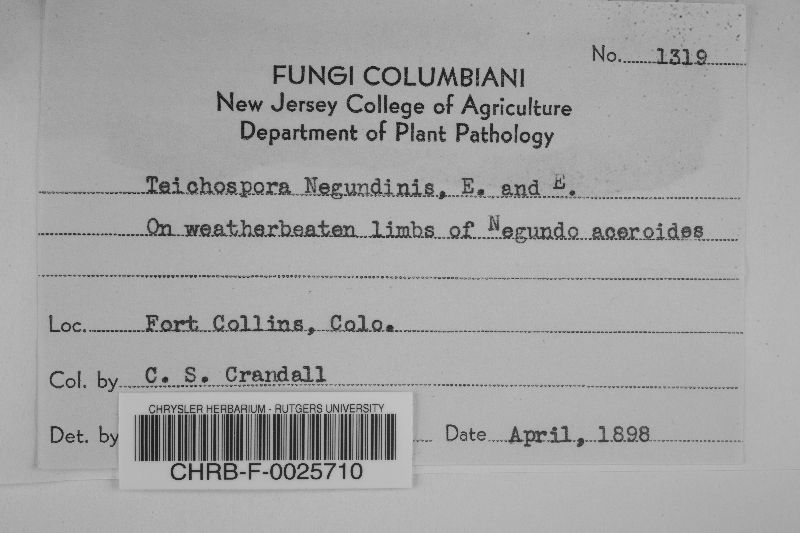 No. 1319
FUNGI COLUMBIANI
New Jersey College of Agriculture
Department of Plant Pathology
Teichospora Negundinis, E. and E.
On weatherbeaten limbs of Negundo aceroides
Loc. Fort Collins, Colo.
Col. by C. S. Crandall
Det. by
Date April, 1898
CHRYSLER HERBARIUM - RUTGERS UNIVERSITY
CHRB-F-0025710